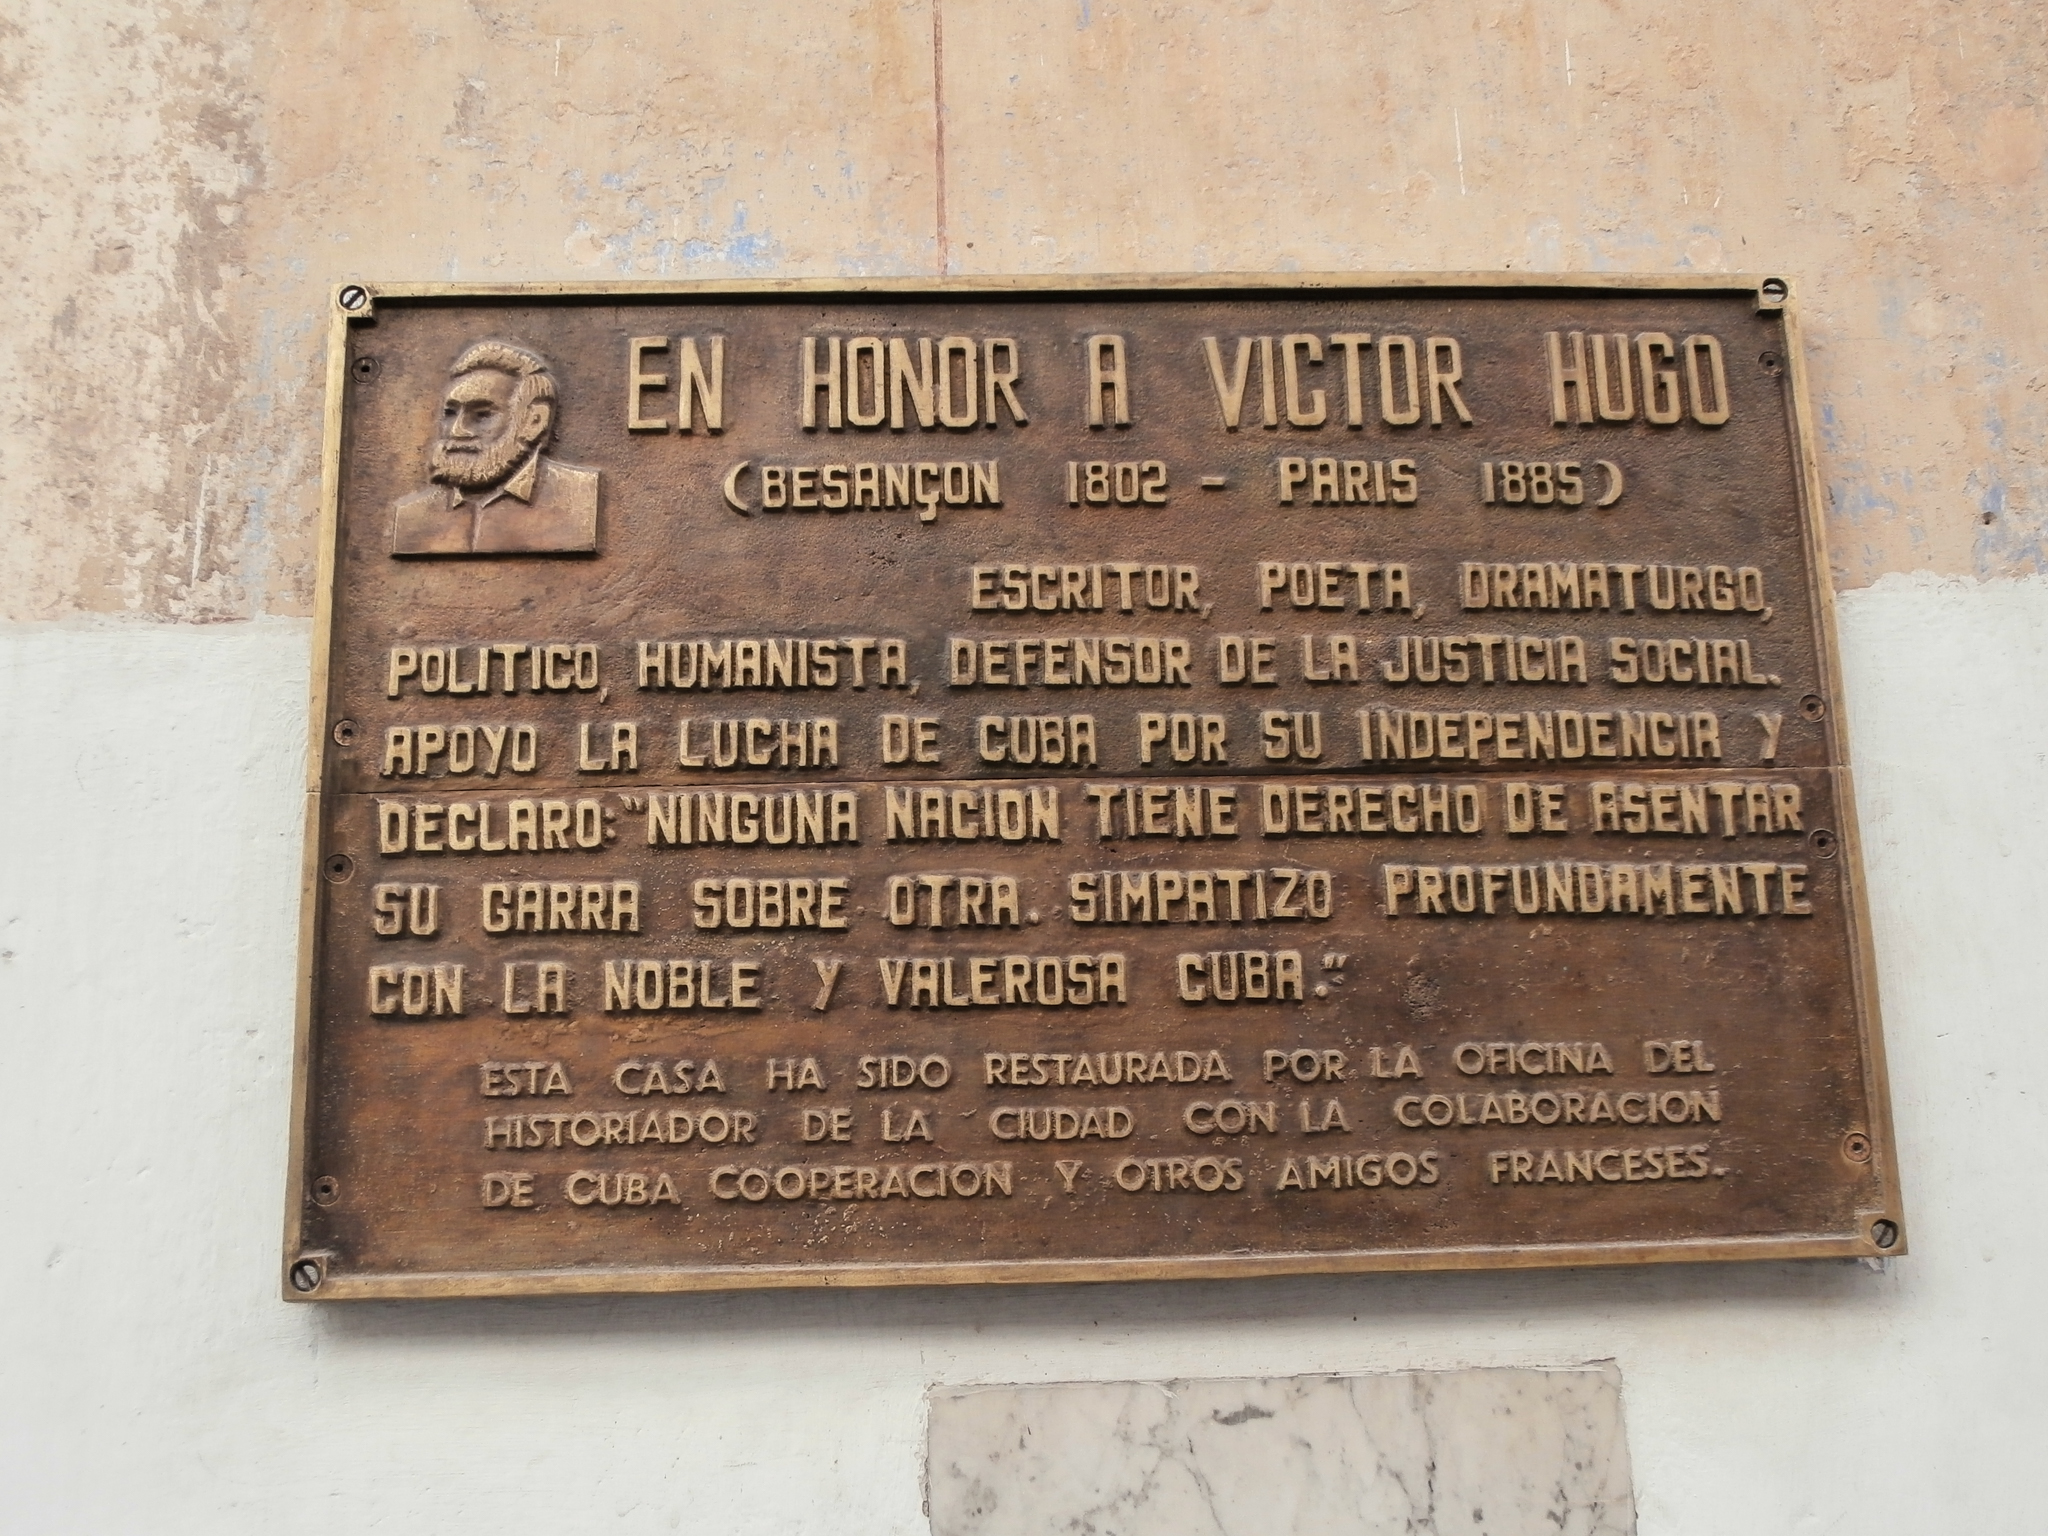 EN HONOR A VICTOR HUGO
(BESANÇON 1802 - PARIS 1885)
ESCRITOR, POETA, DRAMATURGO,
POLITICO, HUMANISTA, DEFENSOR DE LA JUSTICIA SOCIAL.
APOYO LA LUCHA DE CUBA POR SU INDEPENDENCIA Y
DECLARO: "NINGUNA NACION TIENE DERECHO DE ASENTAR
SU GARRA SOBRE OTRA. SIMPATIZO PROFUNDAMENTE
CON LA NOBLE Y VALEROSA CUBA."
ESTA CASA HA SIDO RESTAURADA POR LA OFICINA DEL
HISTORIADOR DE LA CIUDAD CON LA COLABORACION
DE CUBA COOPERACION Y OTROS AMIGOS FRANCESES.